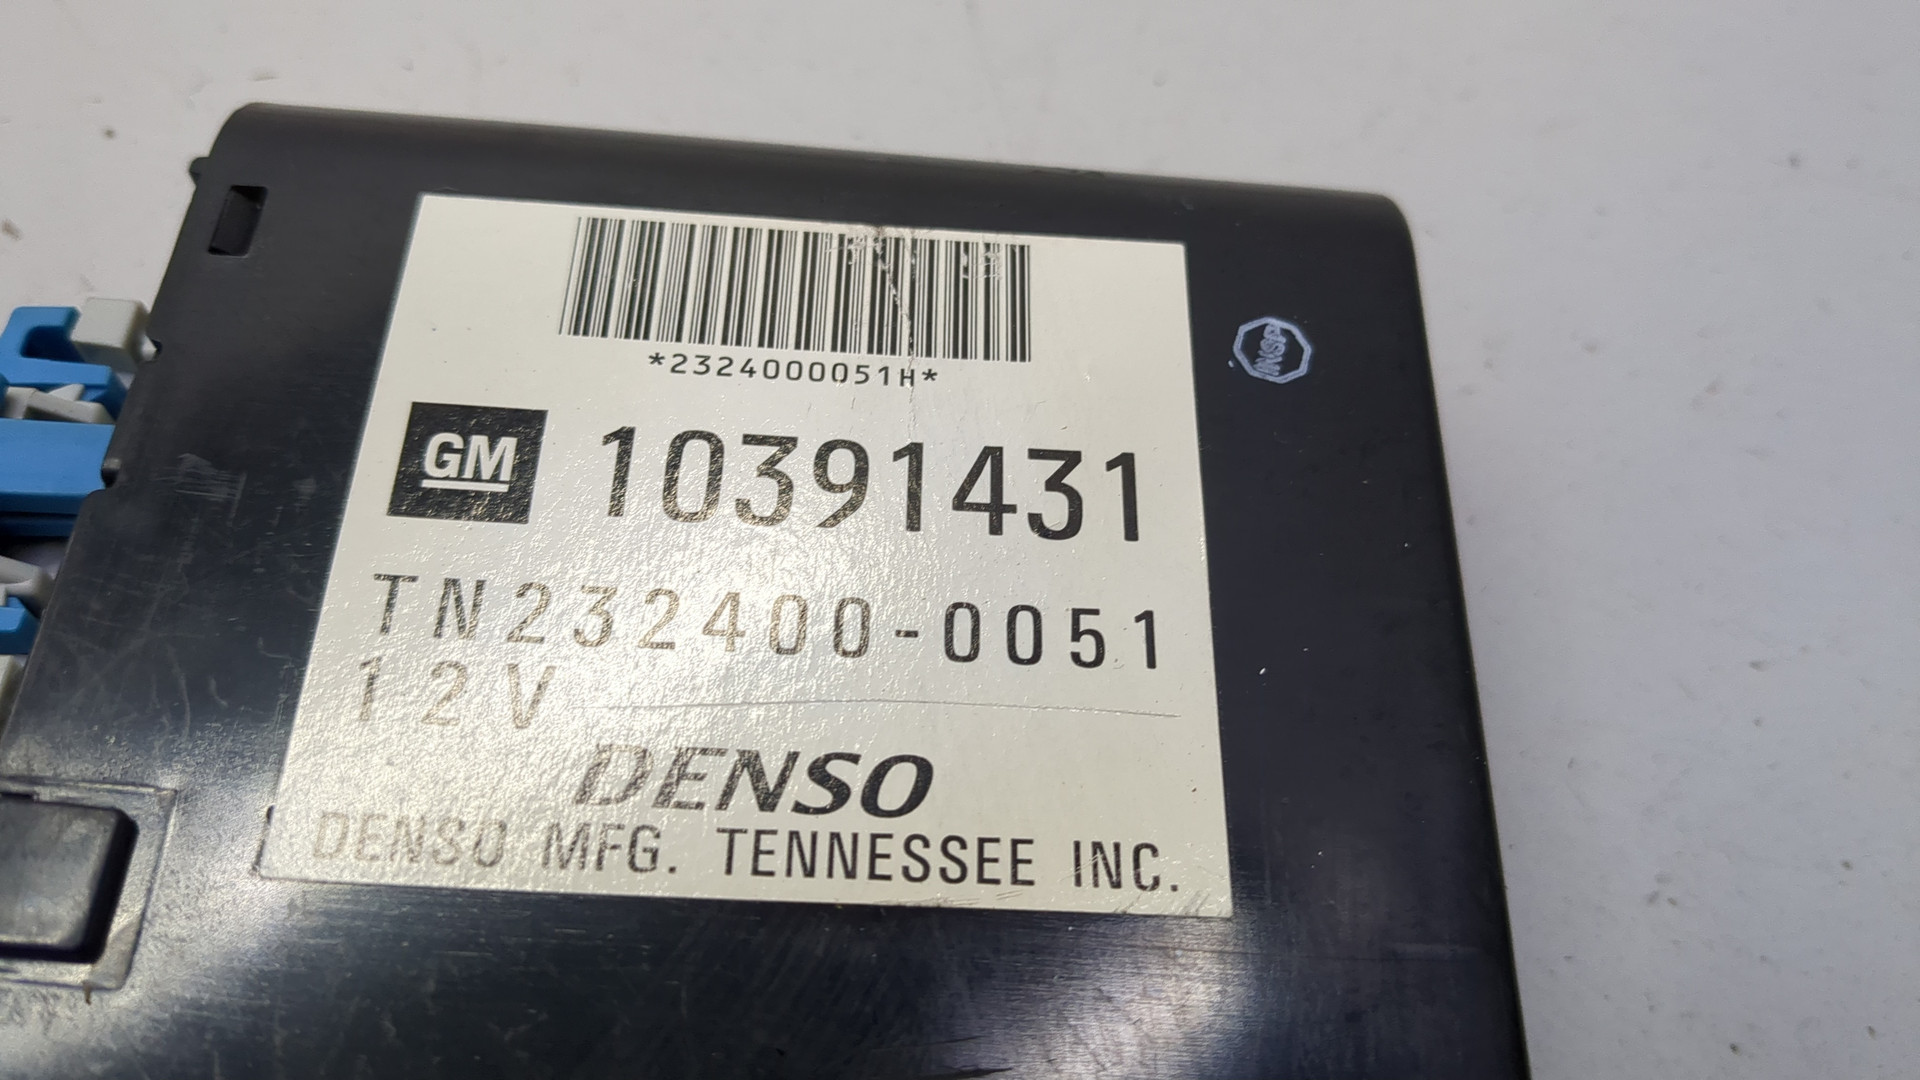 *2324000051H*
GM 10391431
INSP
TN232400-0051
12V
DENSO
DENSO MFG. TENNESSEE INC.